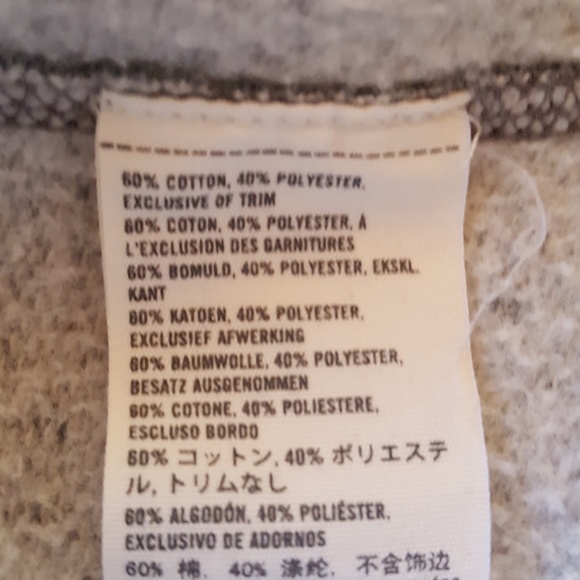 60% COTTON, 40% POLYESTER,
EXCLUSIVE OF TRIM
60% COTON, 40% POLYESTER, À
L'EXCLUSION DES GARNITURES
60% BOMULD, 40% POLYESTER, EKSKL.
KANT
60% KATOEN, 40% POLYESTER,
EXCLUSIEF AFWERKING
60% BAUMWOLLE, 40% POLYESTER,
BESATZ AUSGENOMMEN
60% COTONE, 40% POLIESTERE,
ESCLUSO BORDO
60% コットン, 40% ポリエステ
ル, トリムなし
60% ALGODÓN, 40% POLIÉSTER,
EXCLUSIVO DE ADORNOS
60% 棉, 40% 涤纶, 不含饰边